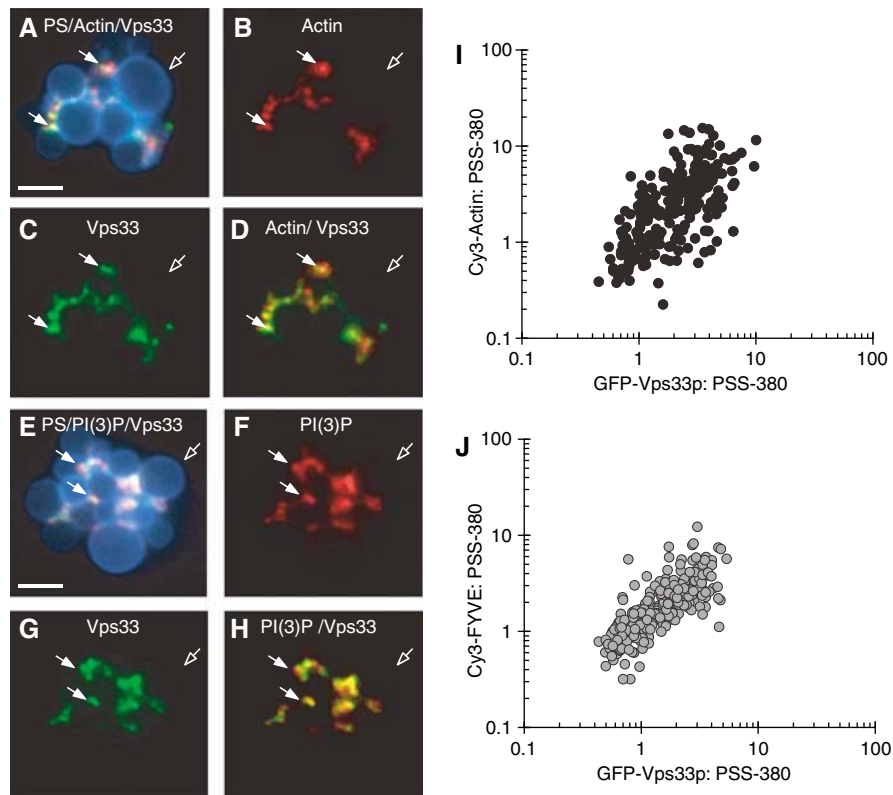 A PS/Actin/Vps33
B Actin
C Vps33
D Actin/ Vps33
E PS/PI(3)P/Vps33
F PI(3)P
G Vps33
H PI(3)P /Vps33
I
100
10
1
0.1
Cy3-Actin: PSS-380
0.1 1 10 100
GFP-Vps33p: PSS-380
J
100
10
1
0.1
Cy3-FYVE: PSS-380
0.1 1 10 100
GFP-Vps33p: PSS-380